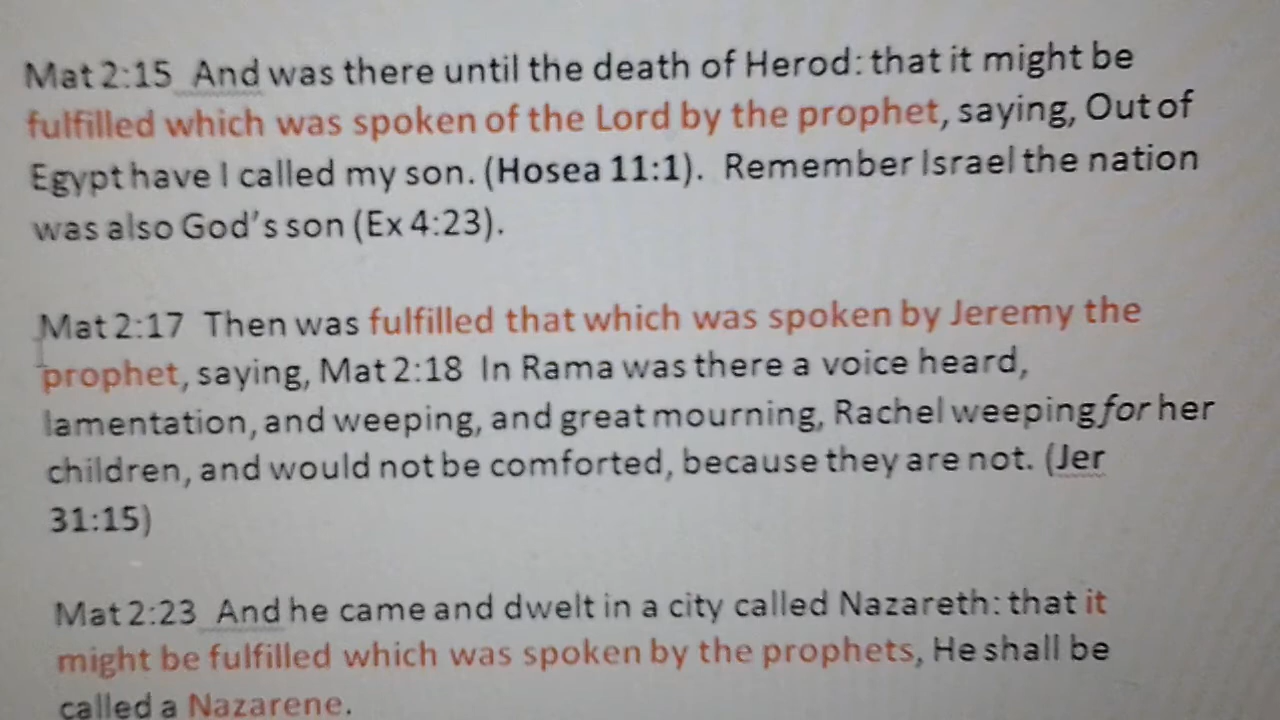 Mat 2:15 And was there until the death of Herod: that it might be
fulfilled which was spoken of the Lord by the prophet, saying, Out of
Egypt have I called my son. (Hosea 11:1). Remember Israel the nation
was also God's son (Ex 4:23).
Mat 2:17 Then was fulfilled that which was spoken by Jeremy the
prophet, saying, Mat 2:18 In Rama was there a voice heard,
lamentation, and weeping, and great mourning, Rachel weeping for her
children, and would not be comforted, because they are not. (Jer
31:15)
Mat 2:23 And he came and dwelt in a city called Nazareth: that it
might be fulfilled which was spoken by the prophets, He shall be
called a Nazarene.